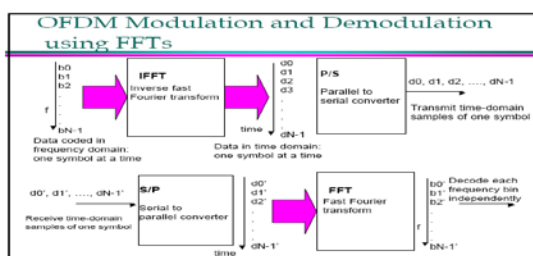 OFDM Modulation and Demodulation
using FFTs
b0
b1
b2
.
.
.
f
bN-1
Data coded in
frequency domain:
one symbol at a time
IFFT
Inverse fast
Fourier transform
d0
d1
d2
d3
.
.
.
time
dN-1
Data in time domain:
one symbol at a time
P/S
Parallel to
serial converter
d0, d1, d2, ...., dN-1
Transmit time-domain
samples of one symbol
d0', d1', ...., dN-1'
Receive time-domain
samples of one symbol
S/P
Serial to
parallel converter
d0'
d1'
d2'
.
.
.
dN-1'
time
FFT
Fast Fourier
transform
b0'
b1'
b2'
.
.
.
f
bN-1'
Decode each
frequency bin
independently